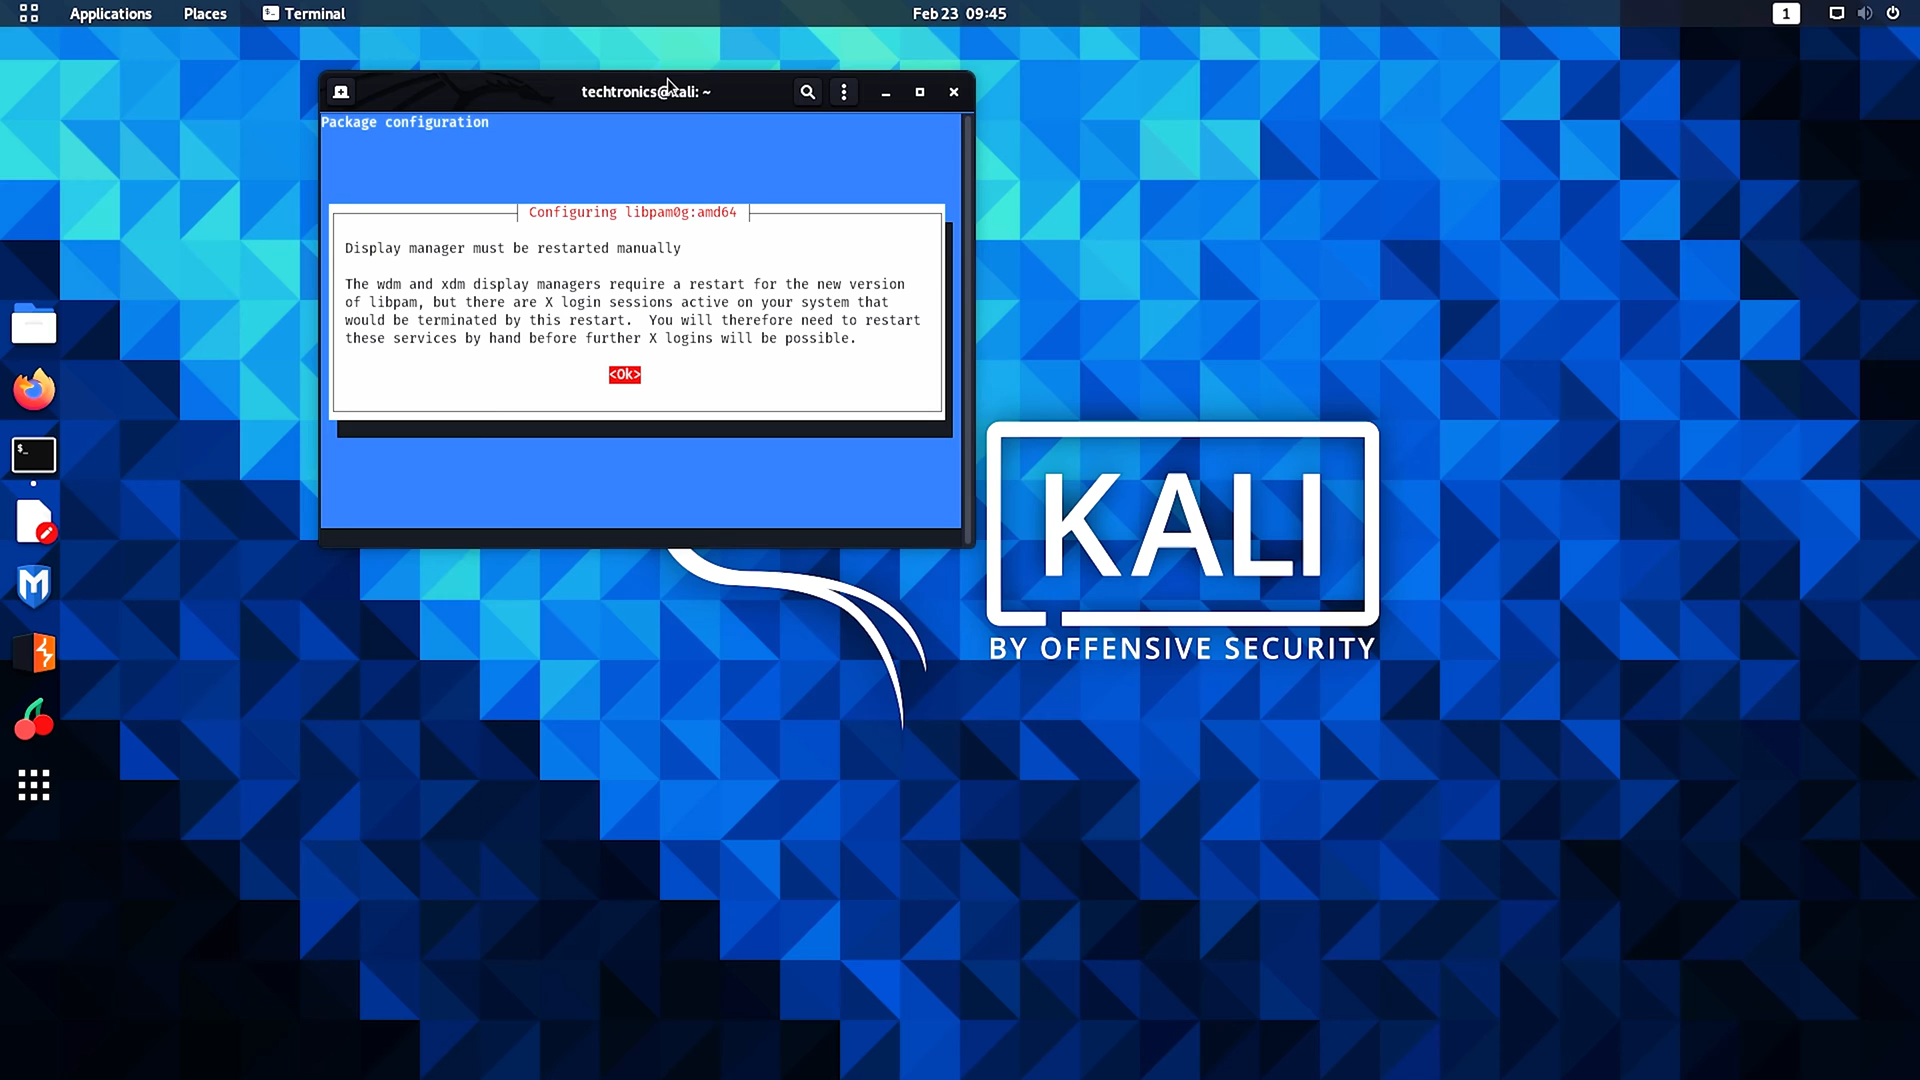 Applications Places Terminal Feb 23 09:45 1
techtronics@kali: ~
Package configuration
Configuring libpam0g:amd64
Display manager must be restarted manually
The wdm and xdm display managers require a restart for the new version
of libpam, but there are X login sessions active on your system that
would be terminated by this restart.  You will therefore need to restart
these services by hand before further X logins will be possible.
<Ok>
$_
KALI
BY OFFENSIVE SECURITY